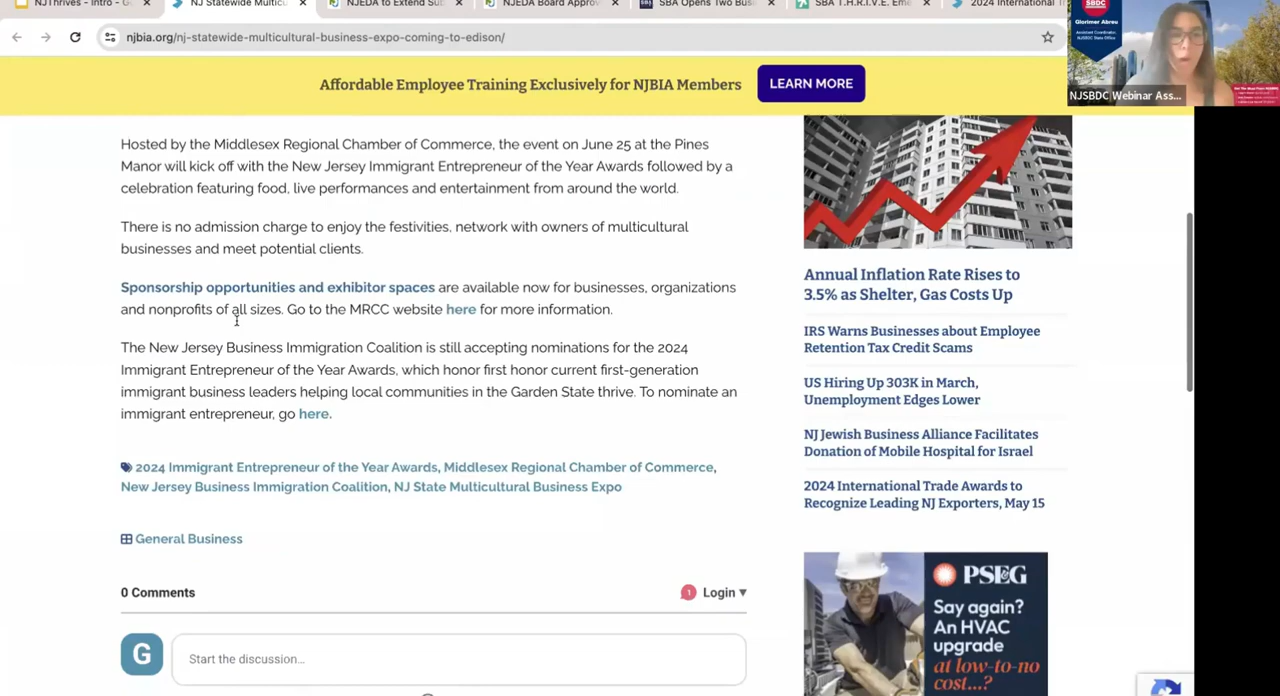 NJThrives - Intro - G
NJ Statewide Multicu
NJEDA to Extend Sub
NJEDA Board Approv
SBA Opens Two Busi
SBA T.H.R.I.V.E. Eme
2024 International T
njbia.org/nj-statewide-multicultural-business-expo-coming-to-edison/
SBDC
Glorimer Abreu
NJSBDC Webinar Ass...
Affordable Employee Training Exclusively for NJBIA Members
LEARN MORE
Hosted by the Middlesex Regional Chamber of Commerce, the event on June 25 at the Pines
Manor will kick off with the New Jersey Immigrant Entrepreneur of the Year Awards followed by a
celebration featuring food, live performances and entertainment from around the world.
There is no admission charge to enjoy the festivities, network with owners of multicultural
businesses and meet potential clients.
Sponsorship opportunities and exhibitor spaces are available now for businesses, organizations
and nonprofits of all sizes. Go to the MRCC website here for more information.
The New Jersey Business Immigration Coalition is still accepting nominations for the 2024
Immigrant Entrepreneur of the Year Awards, which honor first honor current first-generation
immigrant business leaders helping local communities in the Garden State thrive. To nominate an
immigrant entrepreneur, go here.
2024 Immigrant Entrepreneur of the Year Awards, Middlesex Regional Chamber of Commerce,
New Jersey Business Immigration Coalition, NJ State Multicultural Business Expo
General Business
0 Comments
1
Login
G
Start the discussion...
Annual Inflation Rate Rises to
3.5% as Shelter, Gas Costs Up
IRS Warns Businesses about Employee
Retention Tax Credit Scams
US Hiring Up 303K in March,
Unemployment Edges Lower
NJ Jewish Business Alliance Facilitates
Donation of Mobile Hospital for Israel
2024 International Trade Awards to
Recognize Leading NJ Exporters, May 15
PSEG
Say again?
An HVAC
upgrade
at low-to-no
cost...?